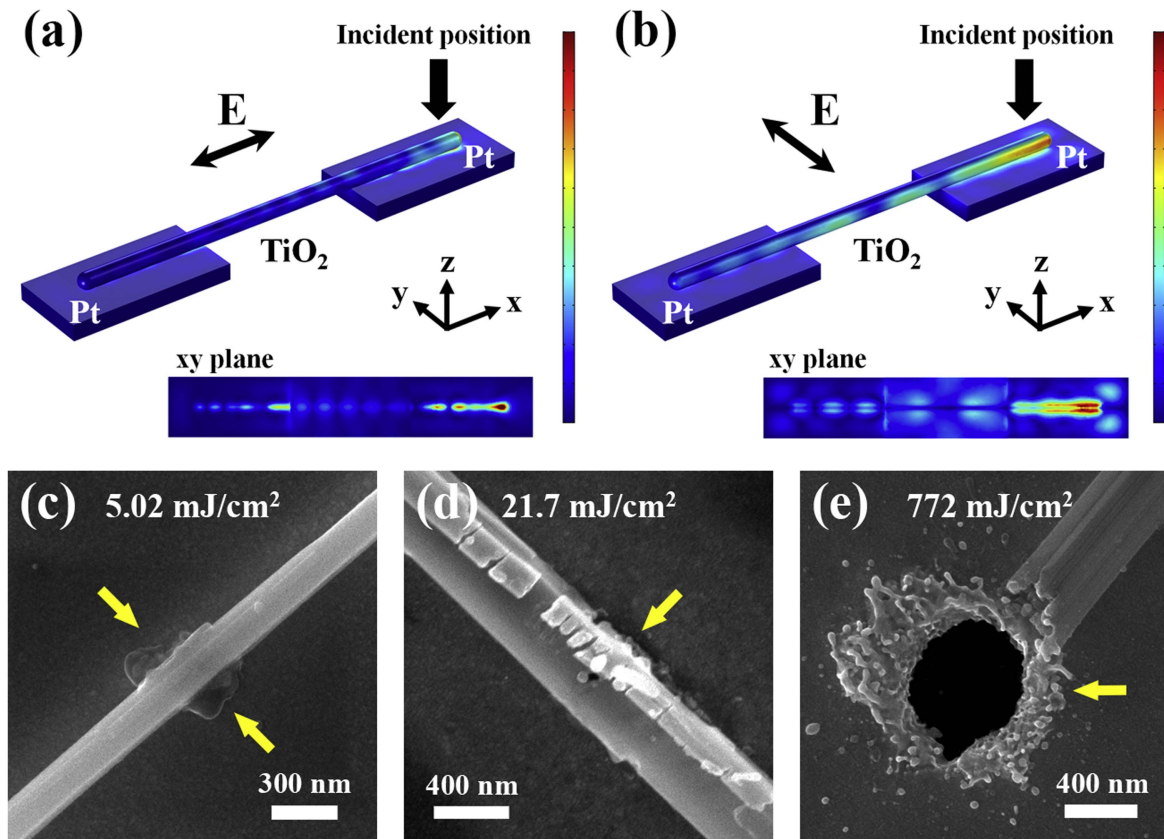 (a)
Incident position
E
Pt
TiO₂
Pt
z
y
x
xy plane
(b)
Incident position
E
Pt
TiO₂
Pt
z
y
x
xy plane
(c) 5.02 mJ/cm²
300 nm
(d) 21.7 mJ/cm²
400 nm
(e) 772 mJ/cm²
400 nm